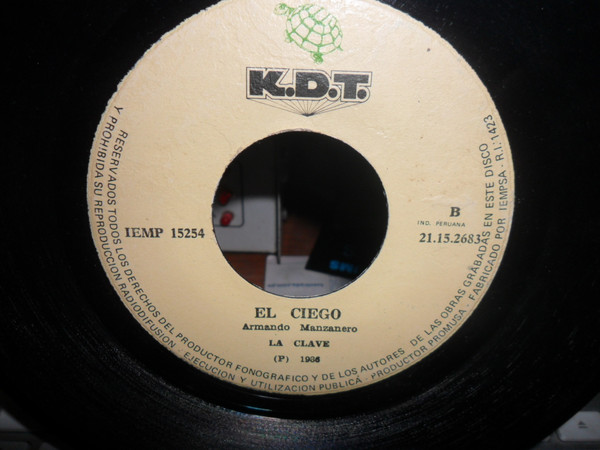 K.D.T.
IEMP 15254
B
IND. PERUANA
21.15.2683
EL CIEGO
Armando Manzanero
LA CLAVE
(P) 1986
RESERVADOS TODOS LOS DERECHOS DEL PRODUCTOR FONOGRAFICO Y DE LOS AUTORES DE LAS OBRAS GRABADAS EN ESTE DISCO
Y PROHIBIDA SU REPRODUCCION RADIODIFUSION - EJECUCION Y UTILIZACION PUBLICA - PRODUCTOR PROMUSA - FABRICADO POR IEMPSA - R.I.: 1423